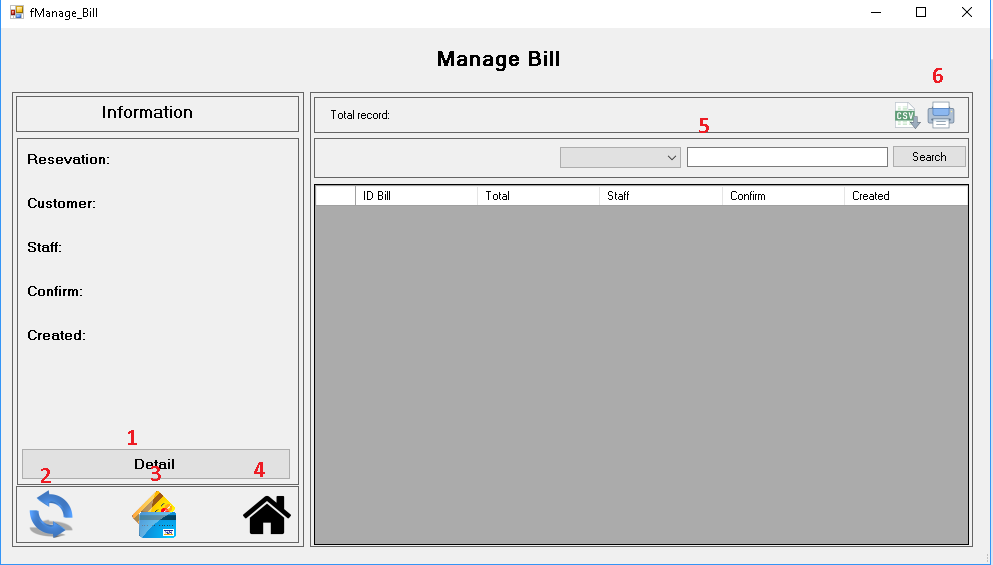 fManage_Bill
Manage Bill
6
Information
Total record:
CSV
5
Search
Resevation:
Customer:
Staff:
Confirm:
Created:
ID Bill Total Staff Confirm Created
1
Detail
2 3 4